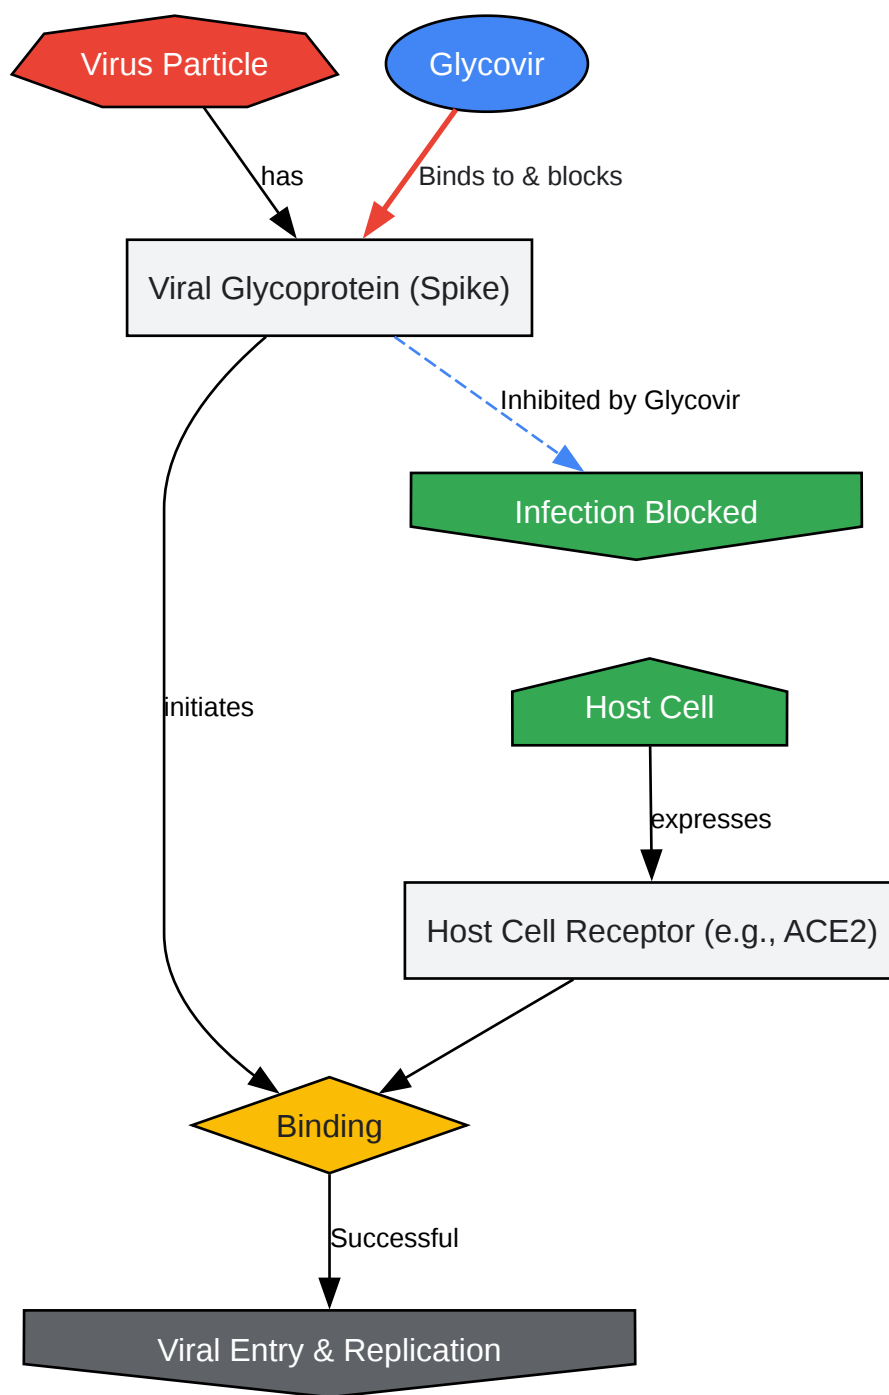 Virus Particle
Glycovir
has
Binds to & blocks
Viral Glycoprotein (Spike)
Inhibited by Glycovir
Infection Blocked
initiates
Host Cell
expresses
Host Cell Receptor (e.g., ACE2)
Binding
Successful
Viral Entry & Replication